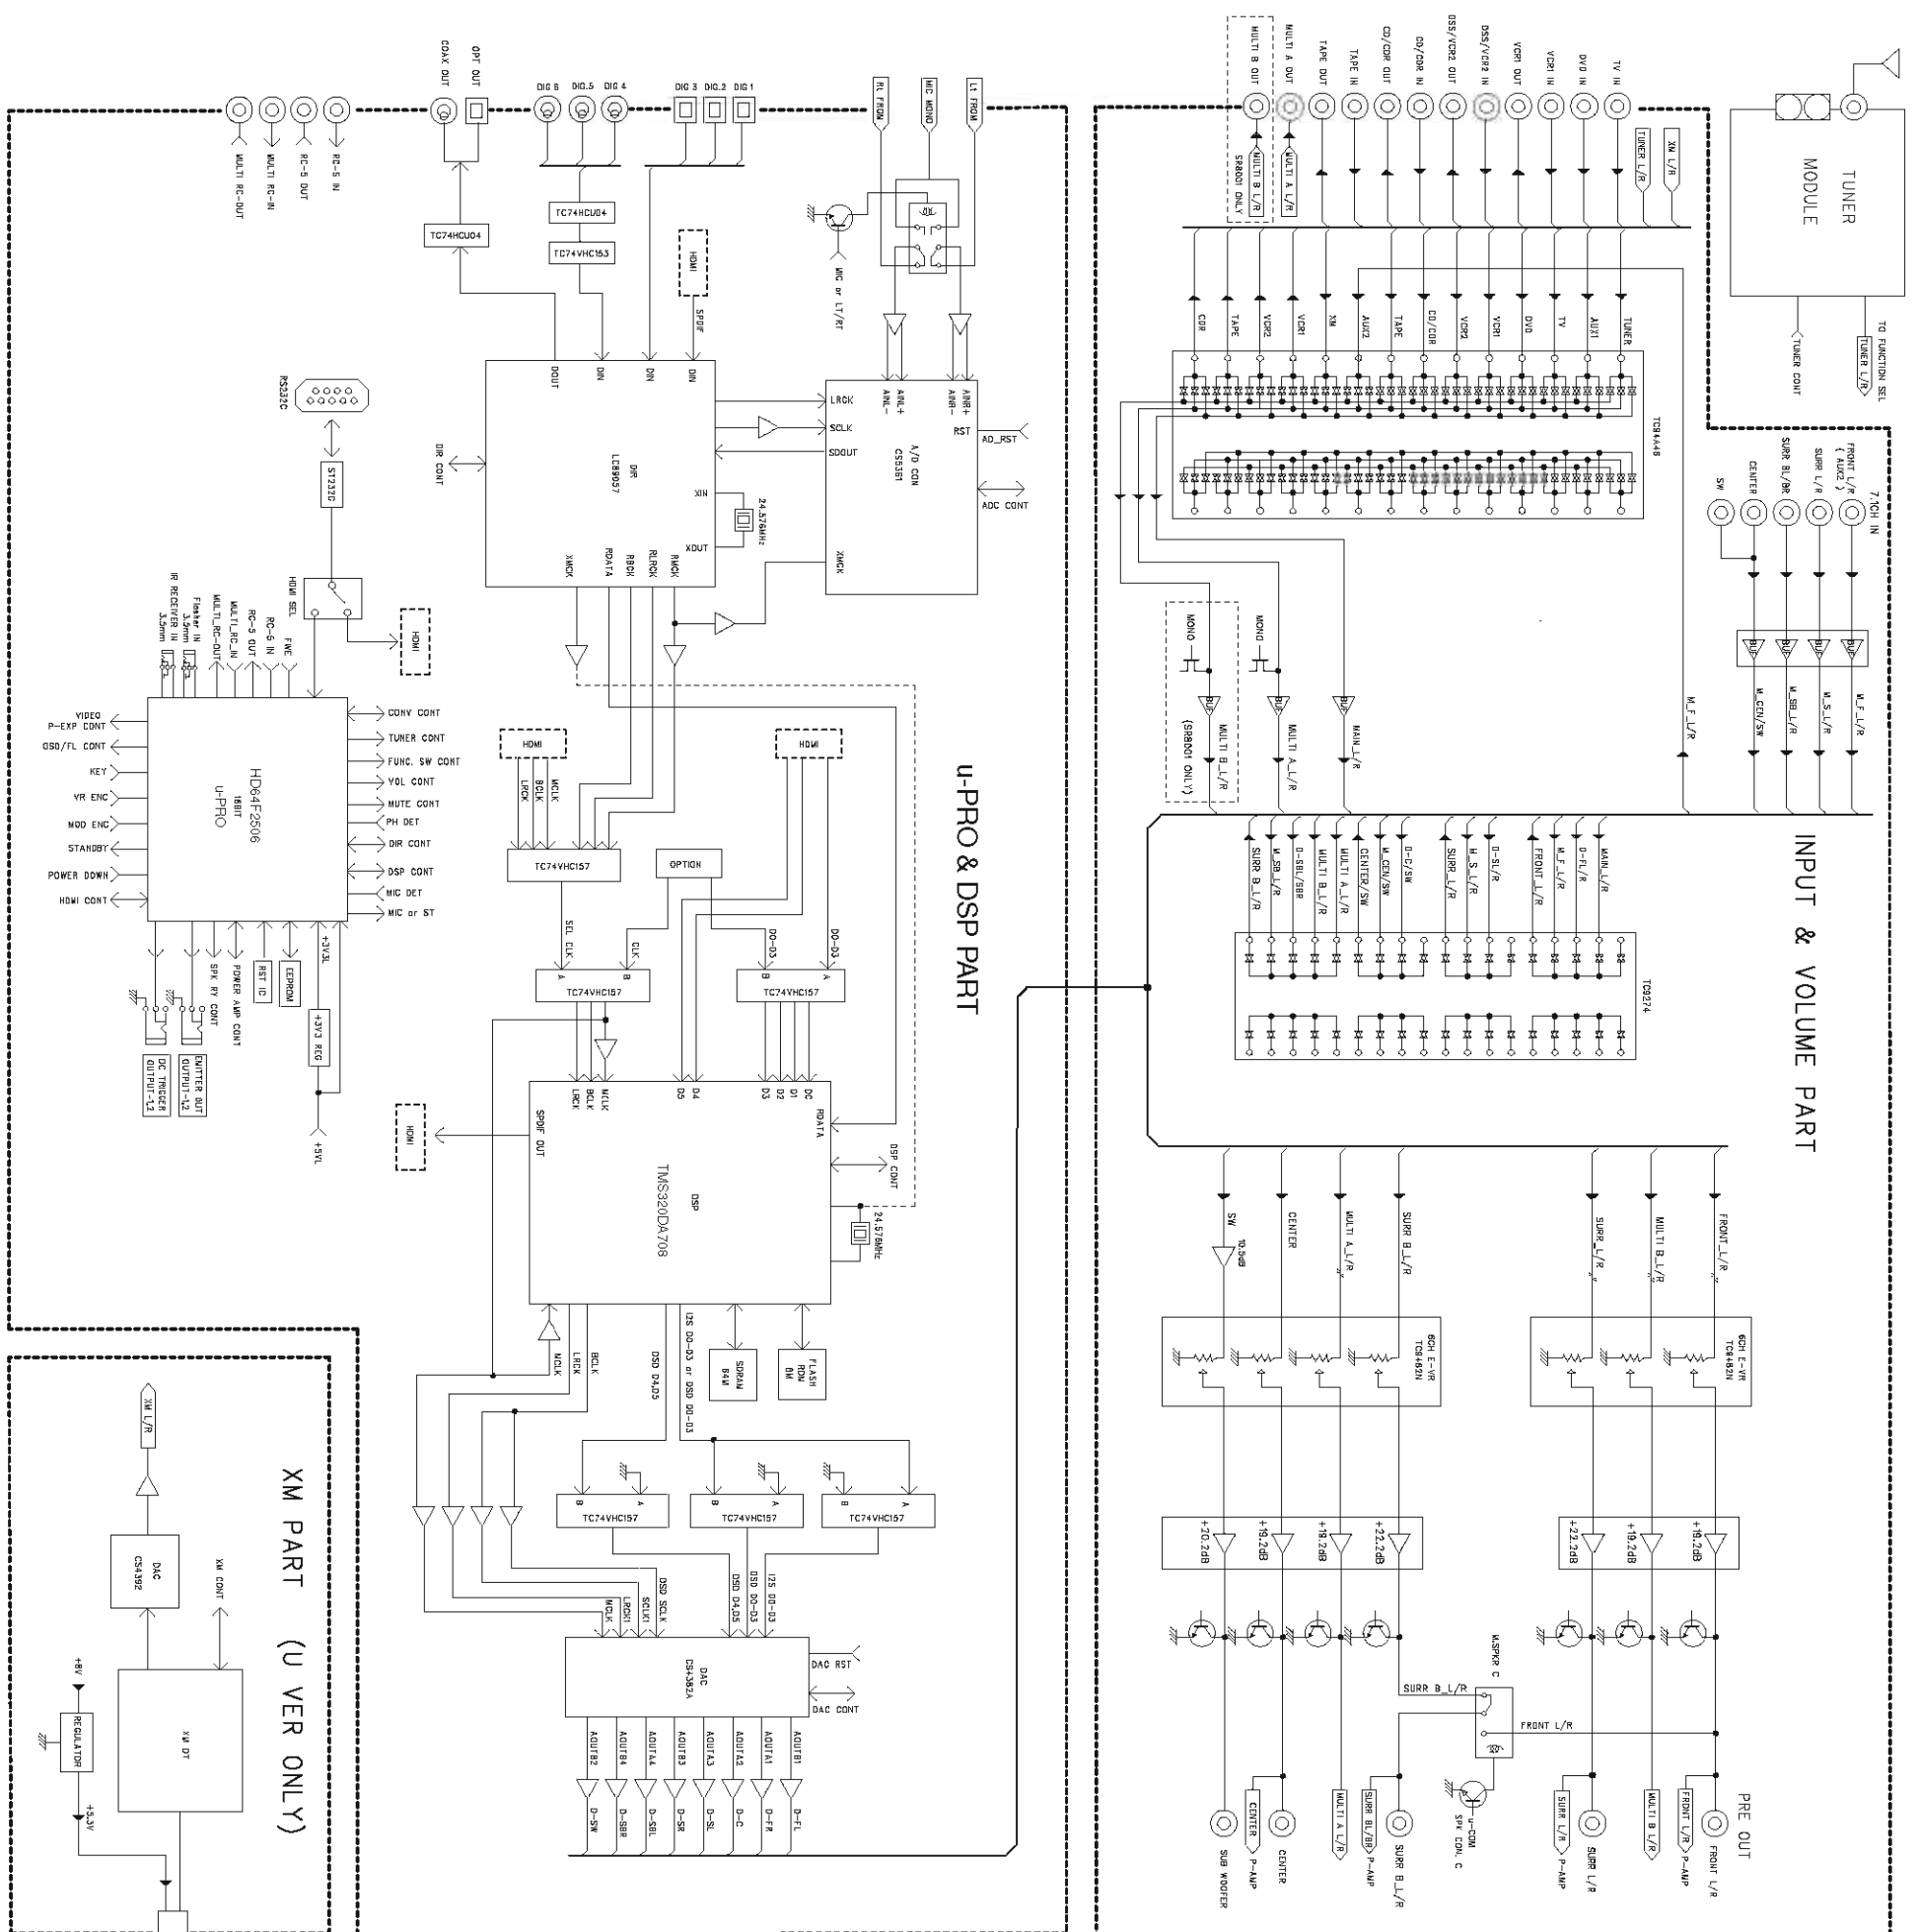 TUNER
MODULE
TO FUNCTION SEL
TUNER L/R
TUNER CONT
TV IN
DVD IN
VCR1 IN
VCR1 OUT
DSS/VCR2 IN
DSS/VCR2 OUT
CD/CDR IN
CD/CDR OUT
TAPE IN
TAPE OUT
MULTI A OUT
MULTI B OUT
XM L/R
TUNER L/R
MULTI A L/R
MULTI B L/R
SR8001 ONLY
TUNER
AUX1
TV
DVD
VCR1
VCR2
CD/CDR
TAPE
AUX2
XM
VCR1
VCR2
TAPE
CDR
7.1CH IN
FRONT L/R
( AUX2 )
SURR L/R
SURR BL/BR
CENTER
SW
BUF
BUF
BUF
BUF
M_F_L/R
M_S_L/R
M_SB_L/R
M_CEN/SW
M_F_L/R
MONO
MONO
BUF
BUF
BUF
MAIN_L/R
MULTI A_L/R
MULTI B_L/R
(SR8001 ONLY)
INPUT & VOLUME PART
MAIN_L/R
D-FL/R
M_F_L/R
FRONT_L/R
D-SL/R
M_S_L/R
SURR_L/R
D-C/SW
M_CEN/SW
CENTER/SW
MULTI A_L/R
MULTI B_L/R
D-SBL/SBR
M_SB_L/R
SURR B_L/R
TC9274
FRONT_L/R
MULTI B_L/R
SURR_L/R
SURR B_L/R
MULTI A_L/R
CENTER
SW
10.5dB
6CH E-VR
6CH E-VR
+19.2dB
+19.2dB
+22.2dB
+22.2dB
+19.2dB
+19.2dB
+20.2dB
M.SPKR C
SURR B_L/R
FRONT L/R
u-COM
SPK CON. C
PRE OUT
FRONT L/R
FRONT L/R
P-AMP
MULTI B L/R
SURR L/R
SURR L/R
P-AMP
SURR B_L/R
SURR BL/BR
P-AMP
MULTI A L/R
CENTER
CENTER
P-AMP
SUB WOOFER
u-PRO & DSP PART
Lt FROM
MIC MONO
Rt FROM
MIC or LT/RT
DIG 1
DIG.2
DIG 3
DIG 4
DIG.5
DIG 6
OPT OUT
COAX OUT
RC-5 IN
RC-5 OUT
MULTI RC-IN
MULTI RC-OUT
TC74HCU04
TC74HCU04
TC74VHC153
HDMI
SPDIF
DOUT
DIN
DIN
DIN
DIR
LC89057
DIR CONT
XIN
XOUT
24.576MHz
XMCK
RDATA
RBCK
RLRCK
RMCK
AINL+
AINL-
AINR+
AINR-
LRCK
SCLK
SDOUT
RST
AD_RST
A/D CON
CS5361
ADC CONT
XMCK
RS232C
ST232C
HDMI SEL
HDMI
IR RECEIVER IN
3.5mm
Flasher IN
3.5mm
MULTI_RC-OUT
MULTI_RC_IN
RC-5 OUT
RC-5 IN
FWE
VIDEO
P-EXP CONT
OSD/FL CONT
KEY
VR ENC
MOD ENC
STANDBY
POWER DOWN
HDMI CONT
HD64F2506
16BIT
u-PRO
CONV CONT
TUNER CONT
FUNC. SW CONT
VOL CONT
MUTE CONT
PH DET
DIR CONT
DSP CONT
MIC DET
MIC or ST
+3V3L
EEPROM
RST IC
POWER AMP CONT
SPK RY CONT
+3V3 REG
+5VL
EMITTER OUT
OUTPUT-1,2
DC TRIGGER
OUTPUT-1,2
HDMI
HDMI
MCLK
BCLK
LRCK
TC74VHC157
OPTION
SEL CLK
CLK
D0-D3
D0-D3
A
B
TC74VHC157
B
A
TC74VHC157
LRCK
BCLK
MCLK
D5
D4
D3
D2
D1
RDATA
SPDIF OUT
HDMI
DSP
TMS320DA708
DSP CONT
24.576MHz
MCLK
LRCK
BCLK
DSD D4,D5
I2S D0-D3 or DSD D0-D3
SDRAM
64M
FLASH
B
A
TC74VHC157
B
A
TC74VHC157
B
A
TC74VHC157
MCLK
LRCK1
SCLK1
DSD SCLK
DSD D4,D5
DSD D0-D3
I2S D0-D3
DAC
CS4382A
DAC RST
DAC CONT
AOUTB2
AOUTB4
AOUTA4
AOUTB3
AOUTA3
AOUTA2
AOUTA1
AOUTB1
D-SW
D-SBR
D-SBL
D-SR
D-SL
D-C
D-FR
D-FL
XM PART (U VER ONLY)
XM L/R
DAC
CS4392
XM CONT
XM DT
+8V
REGULATOR